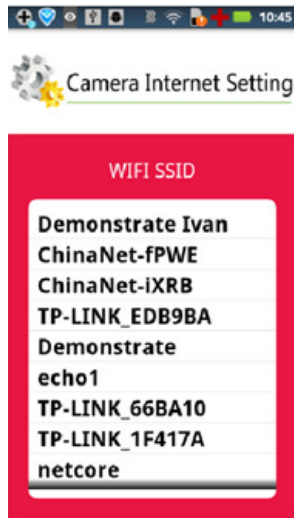 10:45
Camera Internet Setting
WIFI SSID
Demonstrate Ivan
ChinaNet-fPWE
ChinaNet-iXRB
TP-LINK_EDB9BA
Demonstrate
echo1
TP-LINK_66BA10
TP-LINK_1F417A
netcore